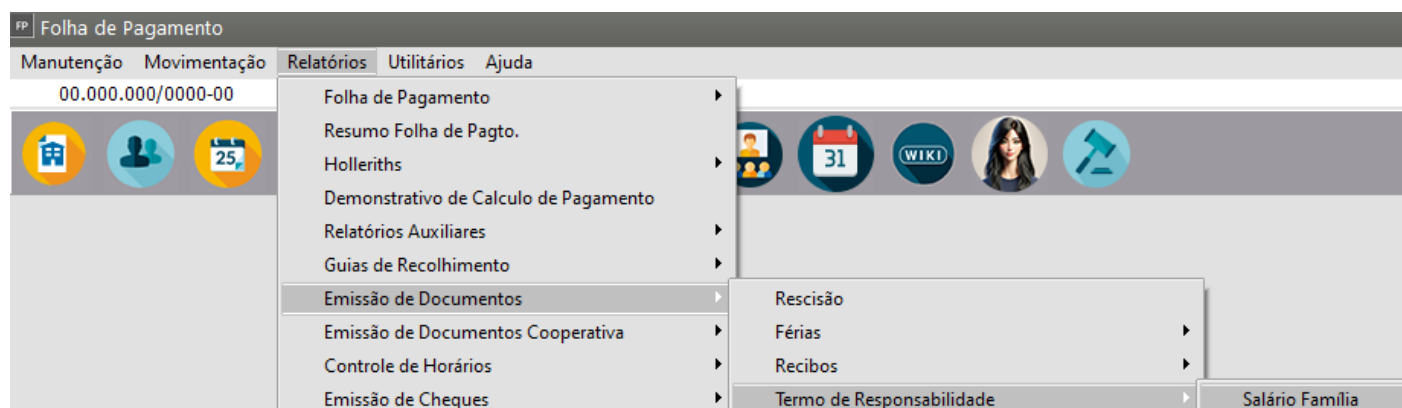 FP Folha de Pagamento
Manutenção Movimentação Relatórios Utilitários Ajuda
00.000.000/0000-00
25
31
WIKI
Folha de Pagamento
Resumo Folha de Pagto.
Holleriths
Demonstrativo de Calculo de Pagamento
Relatórios Auxiliares
Guias de Recolhimento
Emissão de Documentos
Emissão de Documentos Cooperativa
Controle de Horários
Emissão de Cheques
Rescisão
Férias
Recibos
Termo de Responsabilidade
Salário Família